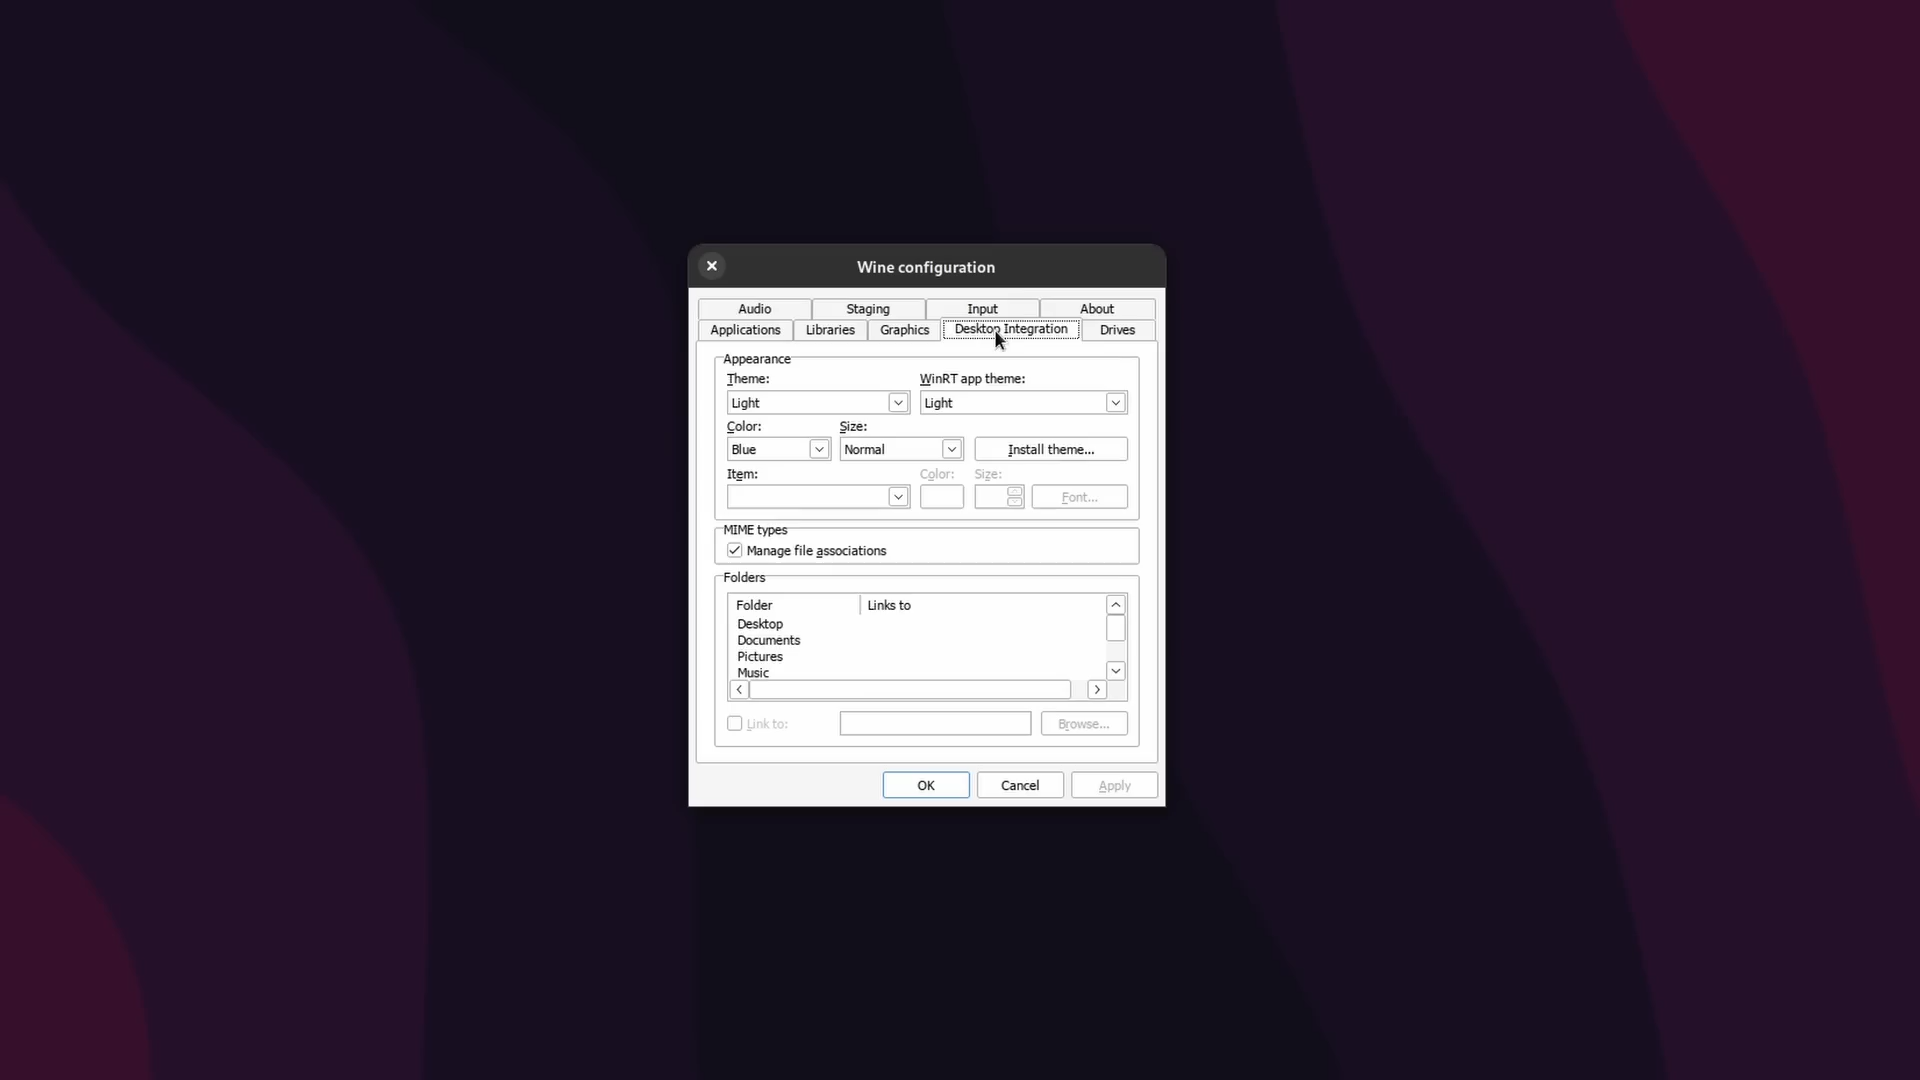 Wine configuration
Audio Staging Input About
Applications Libraries Graphics Desktop Integration Drives
Appearance
Theme: WinRT app theme:
Light Light
Color: Size:
Blue Normal Install theme...
Item: Color: Size:
Font...
MIME types
Manage file associations
Folders
Folder Links to
Desktop
Documents
Pictures
Music
Link to: Browse...
OK Cancel Apply